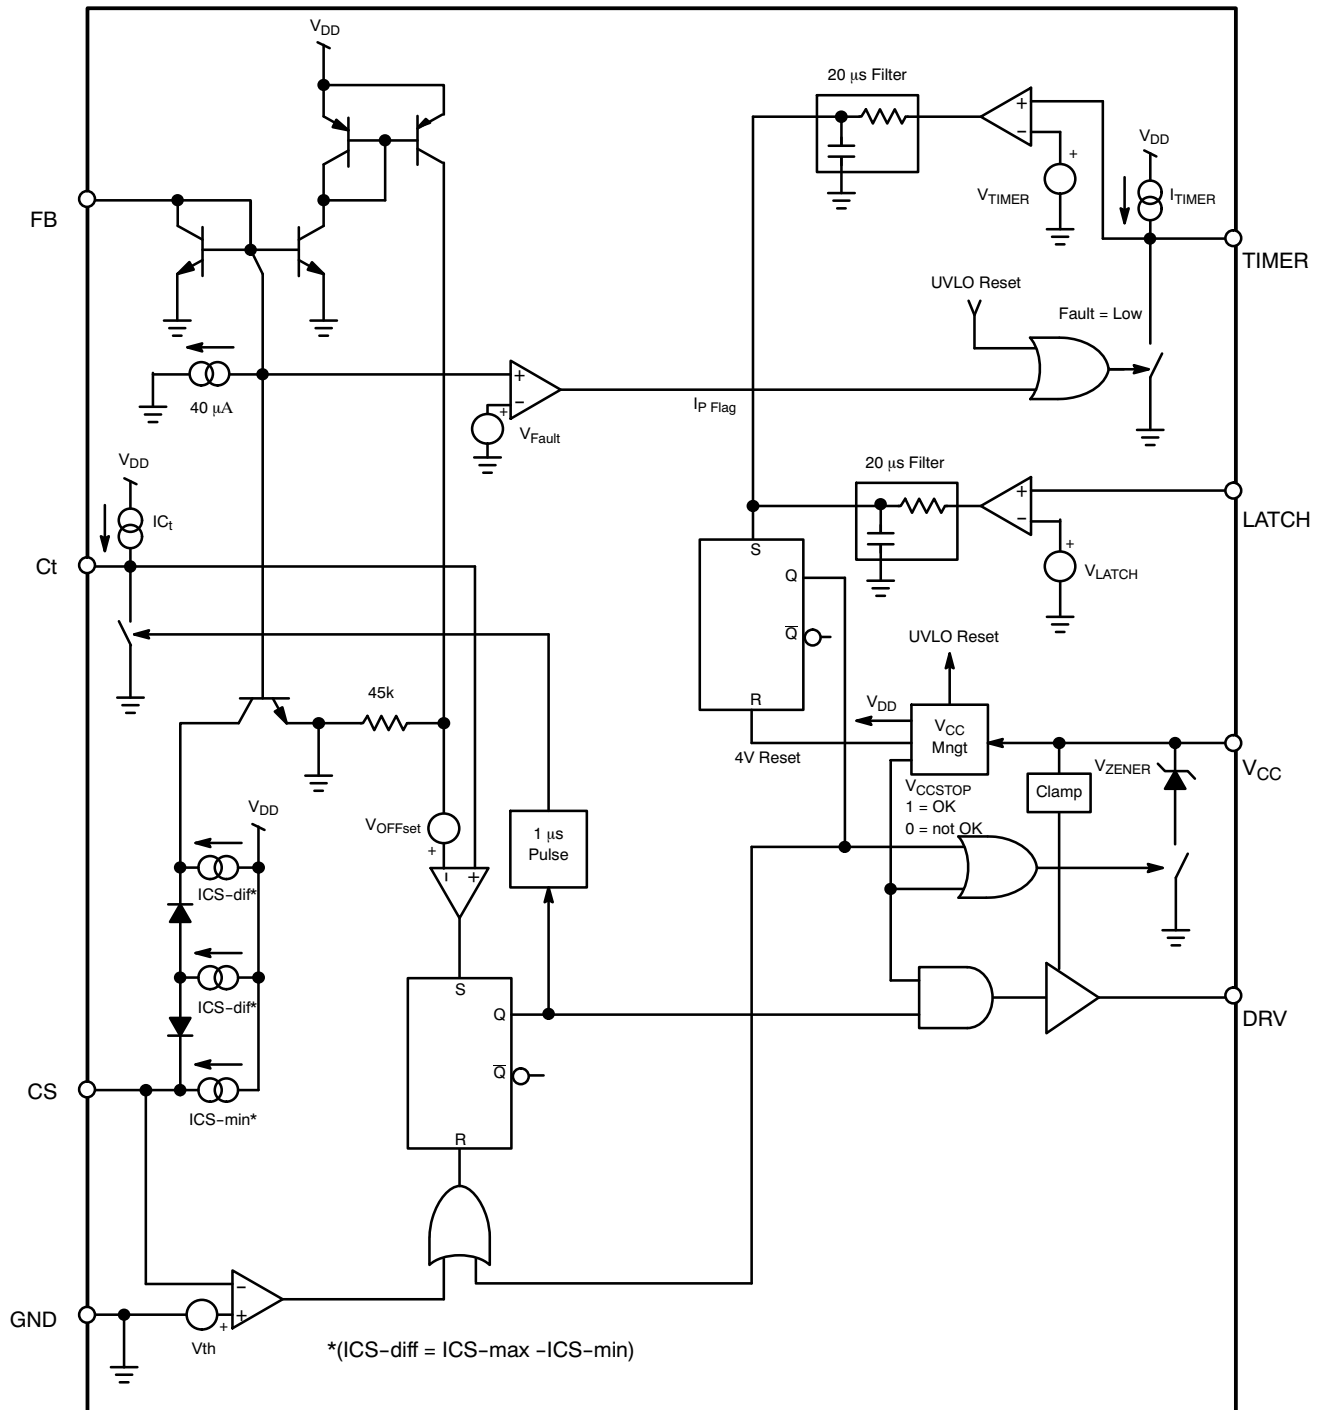 V_DD
20 μs Filter
+
−
+
V_TIMER
V_DD
I_TIMER
FB
TIMER
UVLO Reset
Fault = Low
40 μA
+
−
+
V_Fault
I_P Flag
V_DD
IC_t
Ct
20 μs Filter
+
−
+
V_LATCH
LATCH
S
Q
Q̅
R
UVLO Reset
45k
V_DD
4V Reset
V_CC
Mngt
V_CCSTOP
1 = OK
0 = not OK
V_ZENER
Clamp
V_CC
V_DD
V_OFFset
+
− +
1 μs
Pulse
ICS−dif*
ICS−dif*
ICS−min*
S
Q
Q̅
R
DRV
CS
GND
Vth
+
−
+
*(ICS−diff = ICS−max −ICS−min)